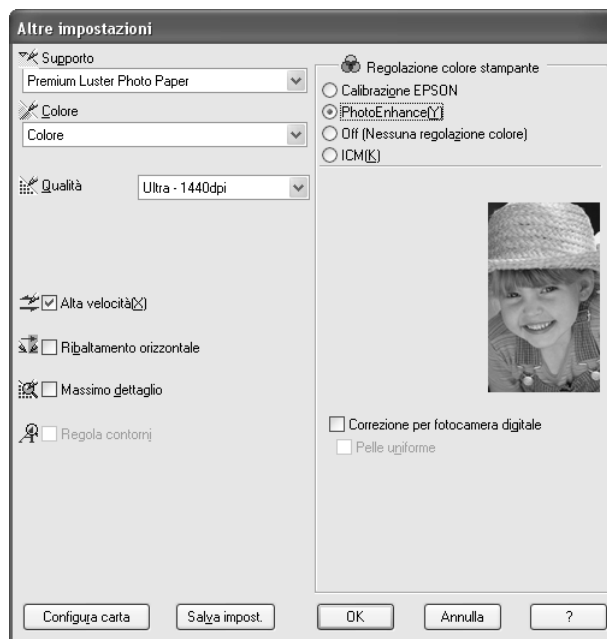 Altre impostazioni
Supporto
Premium Luster Photo Paper
Colore
Colore
Qualità
Ultra - 1440dpi
Alta velocità(X)
Ribaltamento orizzontale
Massimo dettaglio
Regola contorni
Regolazione colore stampante
Calibrazione EPSON
PhotoEnhance(Y)
Off (Nessuna regolazione colore)
ICM(K)
Correzione per fotocamera digitale
Pelle uniforme
Configura carta
Salva impost.
OK
Annulla
?